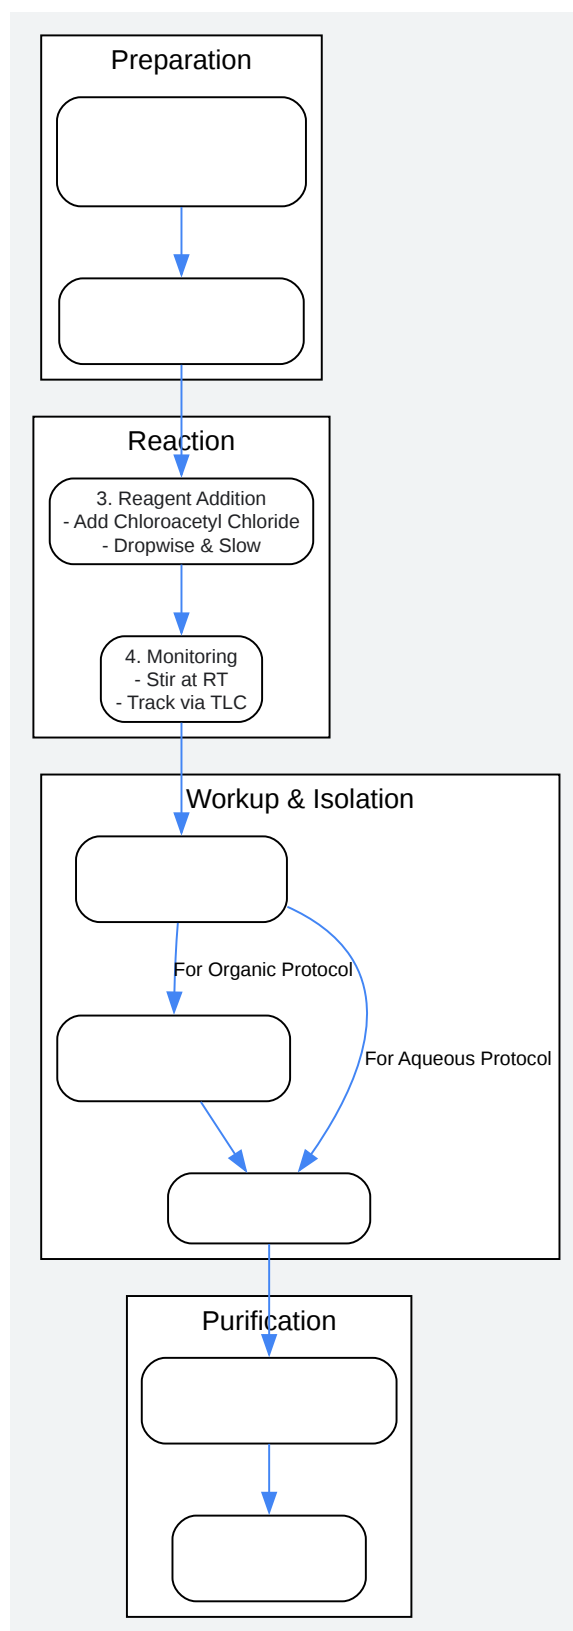 Preparation
Reaction
3. Reagent Addition
- Add Chloroacetyl Chloride
- Dropwise & Slow
4. Monitoring
- Stir at RT
- Track via TLC
Workup & Isolation
For Organic Protocol
For Aqueous Protocol
Purification